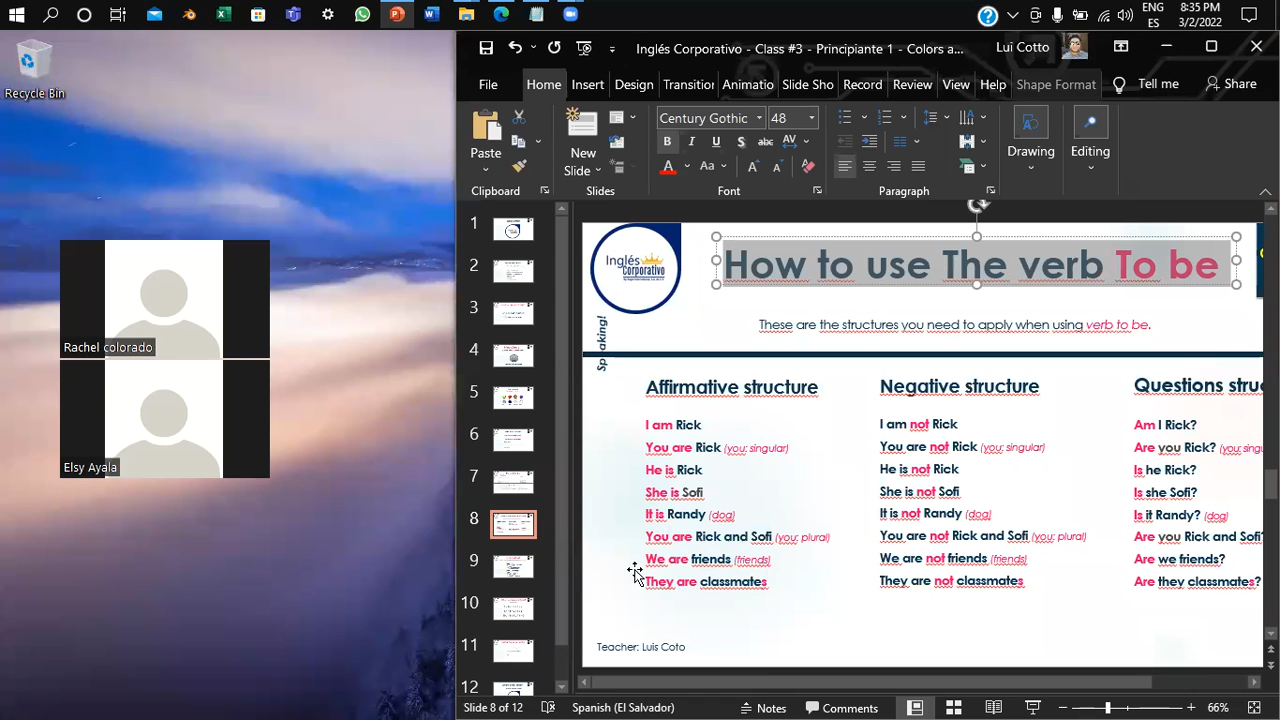 ENG
ES
8:35 PM
3/2/2022
Recycle Bin
Inglés Corporativo - Class #3 - Principiante 1 - Colors a...
Lui Cotto
File Home Insert Design Transition Animatio Slide Sho Record Review View Help Shape Format Tell me Share
Paste
New
Slide
Century Gothic 48
B I U S abc AV
A Aa A A
Drawing
Editing
Clipboard
Slides
Font
Paragraph
Rachel colorado
Elsy Ayala
1
2
3
4
5
6
7
8
9
10
11
12
Inglés
Corporativo
Speaking!
How to use The verb To be
These are the structures you need to apply when using verb to be.
Affirmative structure
I am Rick
You are Rick (you: singular)
He is Rick
She is Sofi
It is Randy (dog)
You are Rick and Sofi (you: plural)
We are friends (friends)
They are classmates
Negative structure
I am not Rick
You are not Rick (you: singular)
He is not Rick
She is not Sofi
It is not Randy (dog)
You are not Rick and Sofi (you: plural)
We are not friends (friends)
They are not classmates
Questions struc
Am I Rick?
Are you Rick? (you: singu
Is he Rick?
Is she Sofi?
Is it Randy? (dog)
Are you Rick and Sofi?
Are we friends?
Are they classmates?
Teacher: Luis Coto
Slide 8 of 12
Spanish (El Salvador)
Notes
Comments
66%